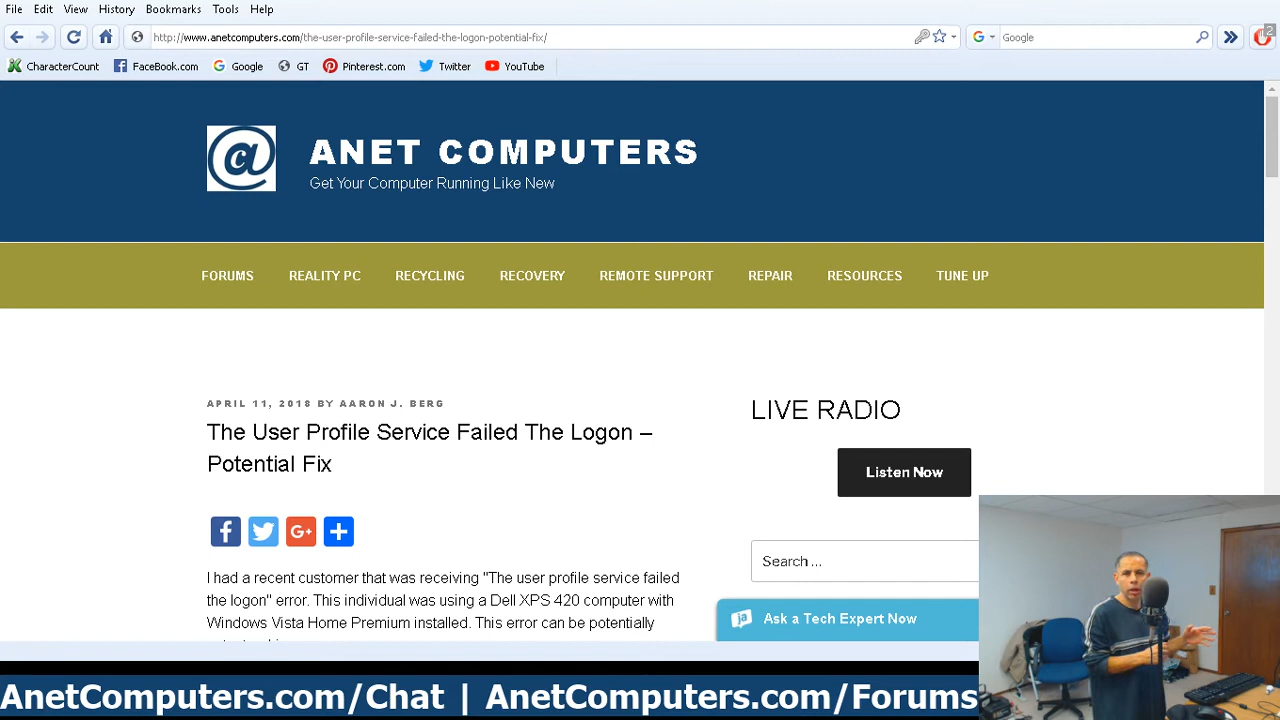 File Edit View History Bookmarks Tools Help
http://www.anetcomputers.com/the-user-profile-service-failed-the-logon-potential-fix/
G Google
2
CharacterCount FaceBook.com Google GT Pinterest.com Twitter YouTube
@
ANET COMPUTERS
Get Your Computer Running Like New
FORUMS REALITY PC RECYCLING RECOVERY REMOTE SUPPORT REPAIR RESOURCES TUNE UP
APRIL 11, 2018 BY AARON J. BERG
The User Profile Service Failed The Logon –
Potential Fix
f G+ +
I had a recent customer that was receiving "The user profile service failed
the logon" error. This individual was using a Dell XPS 420 computer with
Windows Vista Home Premium installed. This error can be potentially
LIVE RADIO
Listen Now
Search ...
ja Ask a Tech Expert Now
AnetComputers.com/Chat | AnetComputers.com/Forums